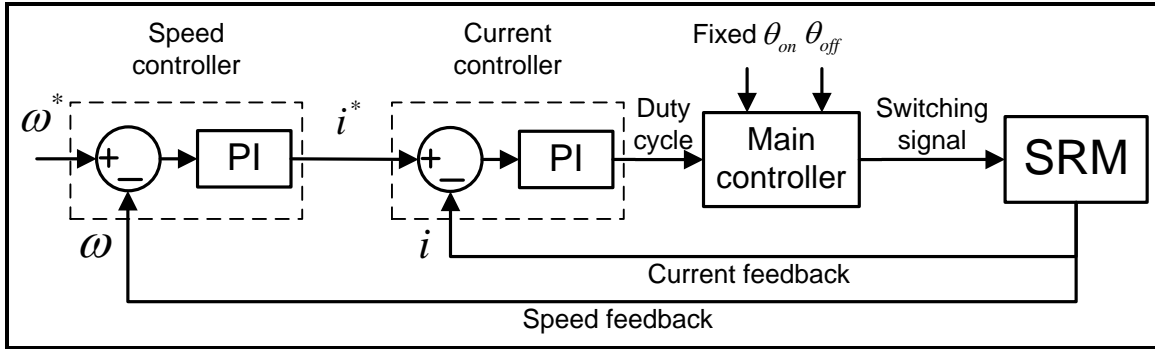 Speed
controller
Current
controller
Fixed θon θoff
ω*
+
−
PI
i*
+
−
PI
Duty
cycle
Main
controller
Switching
signal
SRM
ω
i
Current feedback
Speed feedback